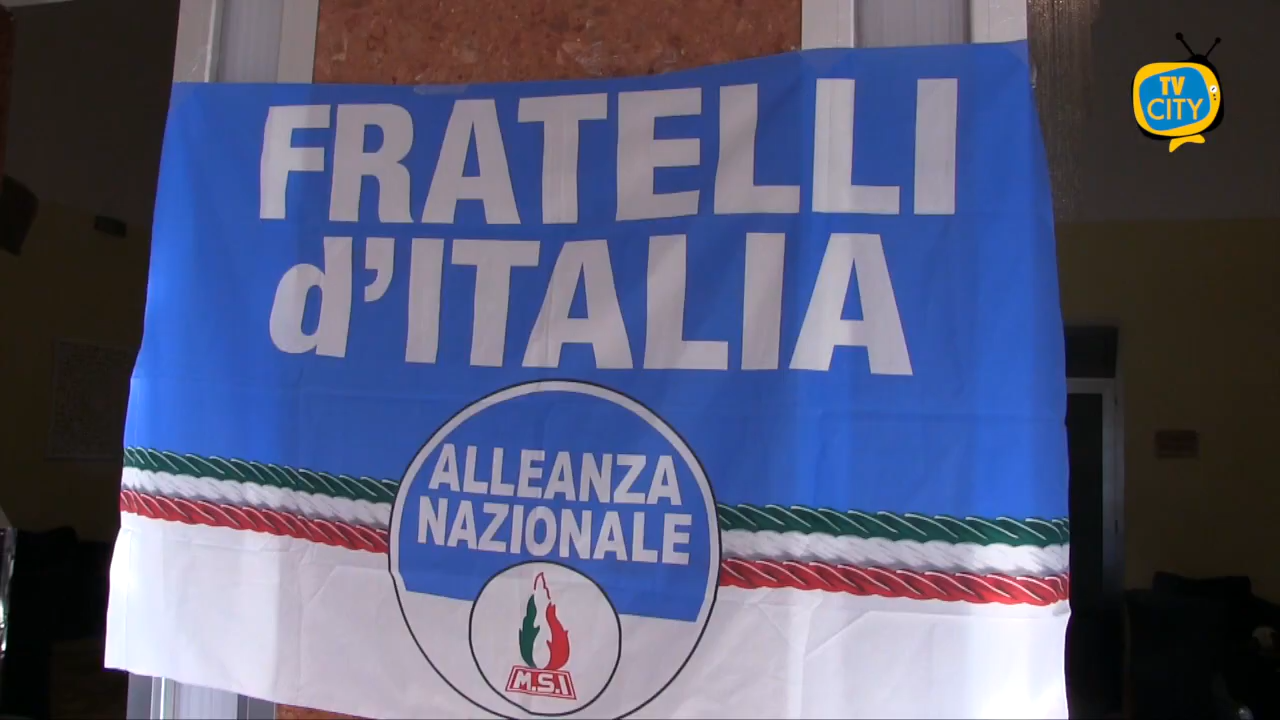 TV
CITY
FRATELLI
d'ITALIA
ALLEANZA
NAZIONALE
M.S.I